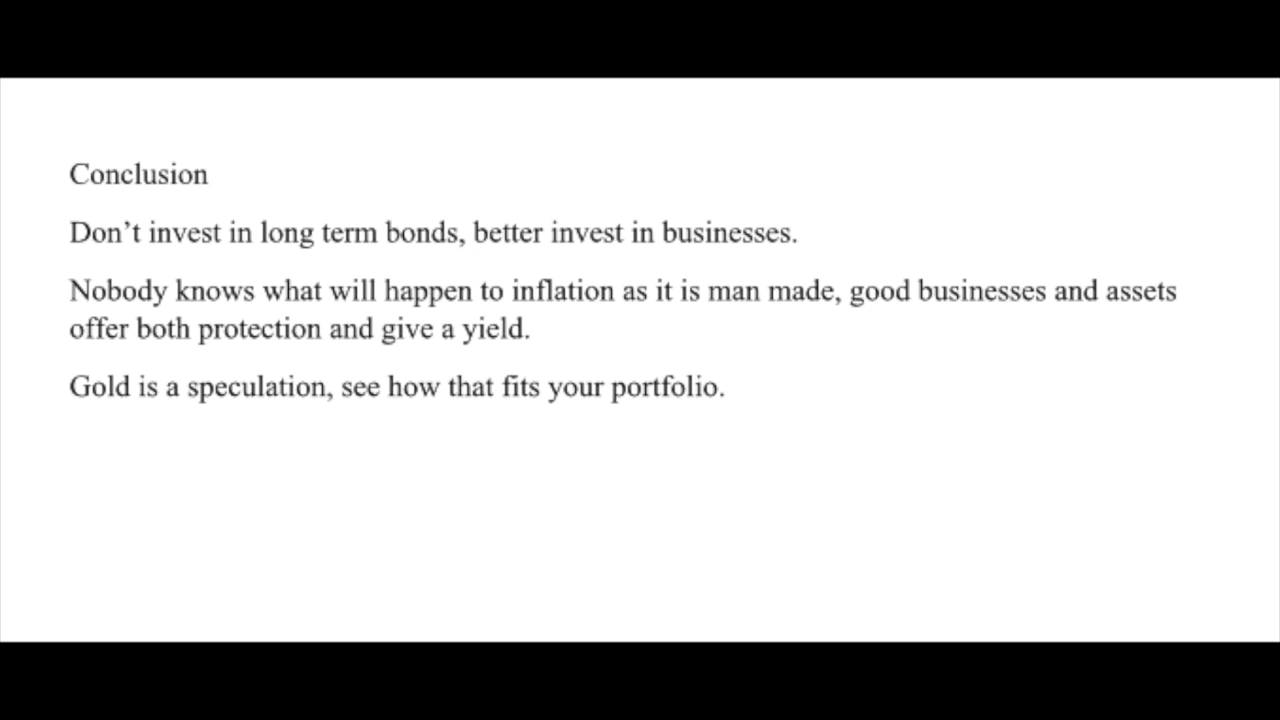 Conclusion
Don’t invest in long term bonds, better invest in businesses.
Nobody knows what will happen to inflation as it is man made, good businesses and assets
offer both protection and give a yield.
Gold is a speculation, see how that fits your portfolio.